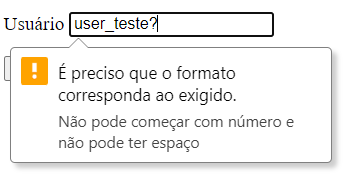 Usuário user_teste?
!
É preciso que o formato
corresponda ao exigido.
Não pode começar com número e
não pode ter espaço